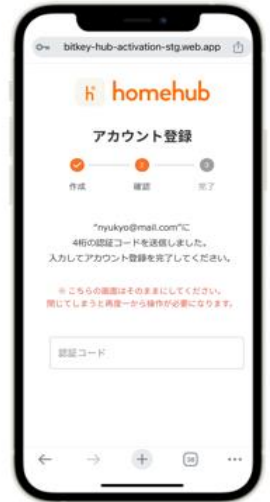 bitkey-hub-activation-stg.web.app
h homehub
アカウント登録
2 3
作成 確認 完了
"nyukyo@mail.com"に
4桁の認証コードを送信しました。
入力してアカウント登録を完了してください。
※こちらの画面はそのままにしてください。
閉じてしまうと再度一から操作が必要になります。
認証コード